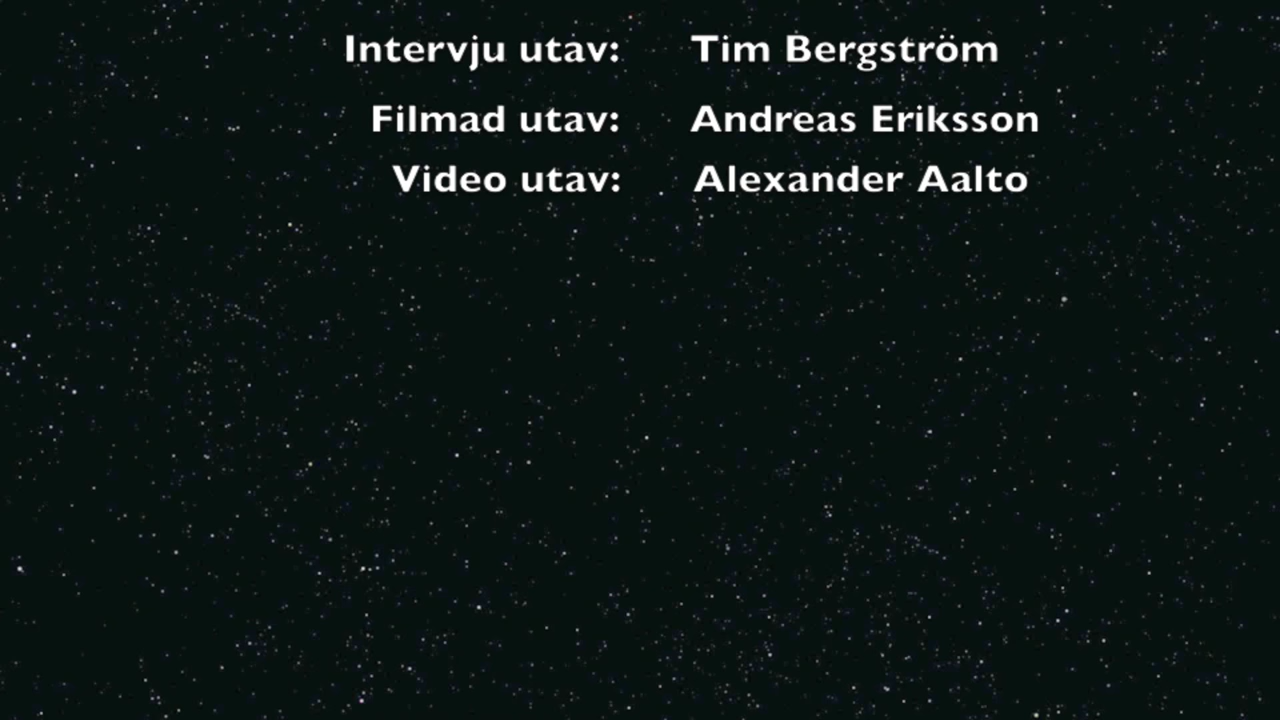 Intervju utav: Tim Bergström
Filmad utav: Andreas Eriksson
Video utav: Alexander Aalto